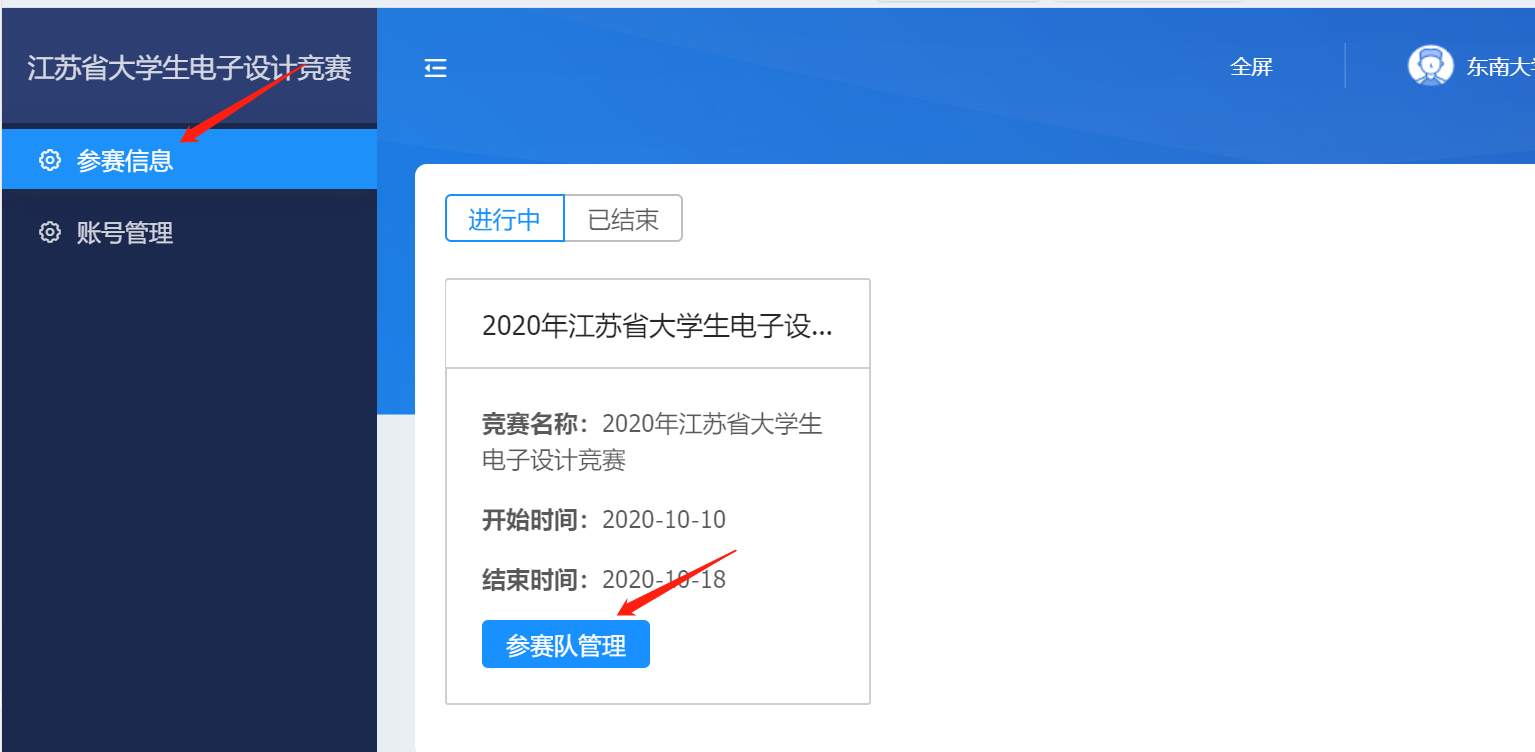 江苏省大学生电子设计竞赛
全屏
东南大
参赛信息
账号管理
进行中
已结束
2020年江苏省大学生电子设...
竞赛名称：2020年江苏省大学生
电子设计竞赛
开始时间：2020-10-10
结束时间：2020-10-18
参赛队管理